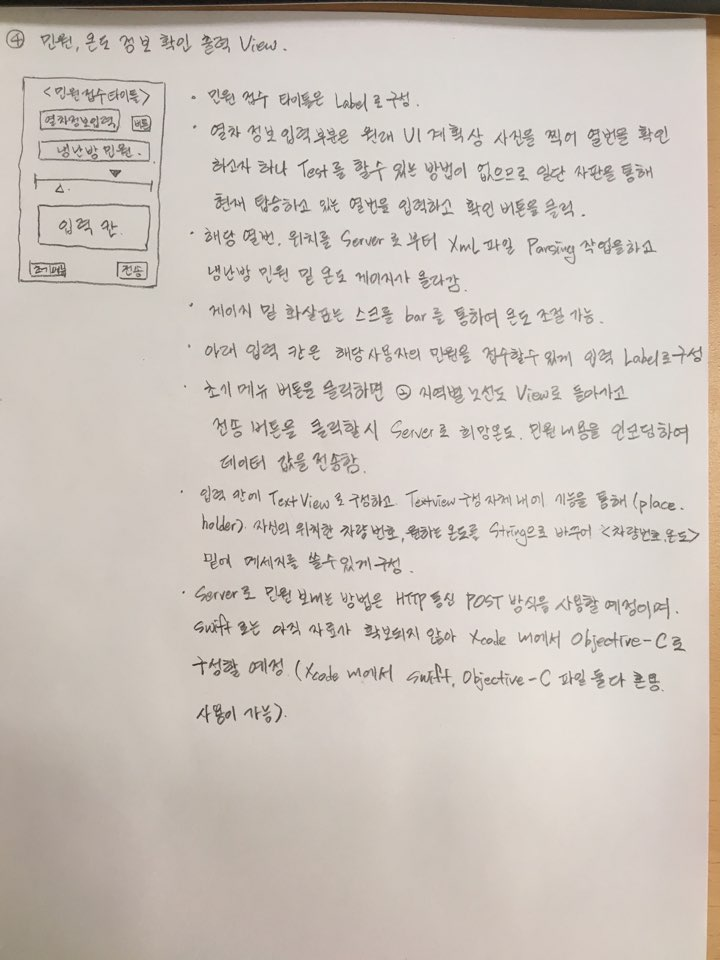 ④ 민원, 온도 정보 확인 출력 View.
<민원 접수 타이틀>
열차정보입력 버튼
냉난방 민원.
입력 칸.
초기메뉴 전송
· 민원 접수 타이틀은 Label로 구성.
· 열차 정보 입력부분은 원래 UI 계획상 사진을 찍어 열번을 확인
하고자 하나 Test를 할수 있는 방법이 없으므로 일단 자판을 통해
현재 탑승하고 있는 열번을 입력하고 확인 버튼을 클릭.
· 해당 열번, 위치를 Server로 부터 Xml 파일 Parsing 작업을하고
냉난방 민원 및 온도 게이지가 올라감.
· 게이지 밑 화살표는 스크롤 bar를 통하여 온도 조절 가능.
· 아래 입력 칸은 해당사용자의 민원을 접수할수 있게 입력 Label로 구성
· 초기 메뉴 버튼을 클릭하면 ② 지역별 노선도 View로 돌아가고
전송 버튼을 클릭할 시 Server로 희망온도, 민원내용을 인코딩하여
데이터 값을 전송함.
· 입력 칸에 Text View로 구성하고 Textview 구성 자체 내에 기능을 통해 (place.
holder). 자신의 위치한 차량 번호, 원하는 온도를 String으로 바꾸어 <차량번호, 온도>
밑에 메세지를 쓸수 있게 구성.
· Server로 민원 보내는 방법은 HTTP 통신 POST 방식을 사용할 예정이며.
Swift로는 아직 자료가 확보되지 않아 Xcode 내에서 Objective-C로
구성할 예정 (Xcode 내에서 swift, Objective-C 파일 둘다 혼용
사용이 가능).